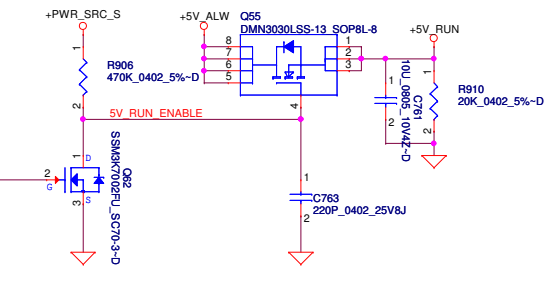 +PWR_SRC_S
+5V_ALW
Q55
DMN3030LSS-13_SOP8L-8
+5V_RUN
8
7
6
5
1
2
3
4
1
R906
470K_0402_5%~D
2
5V_RUN_ENABLE
1
2
10U_0805_10V4Z~D
C761
1
R910
20K_0402_5%~D
2
2
G
1
D
S
3
Q62
SSM3K7002FU_SC70-3~D
1
C763
220P_0402_25V8J
2